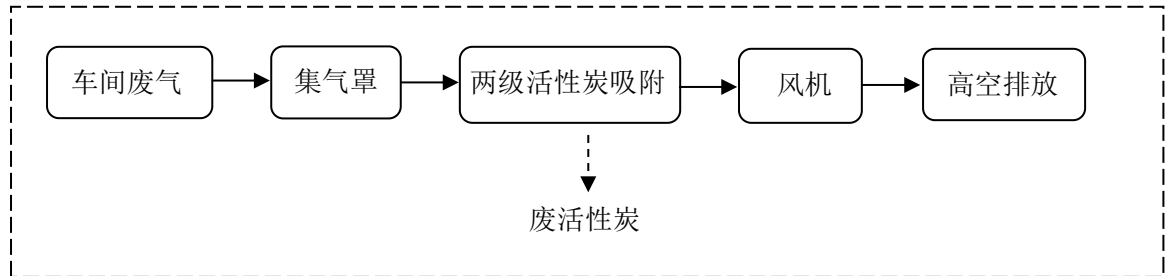 车间废气
集气罩
两级活性炭吸附
风机
高空排放
废活性炭